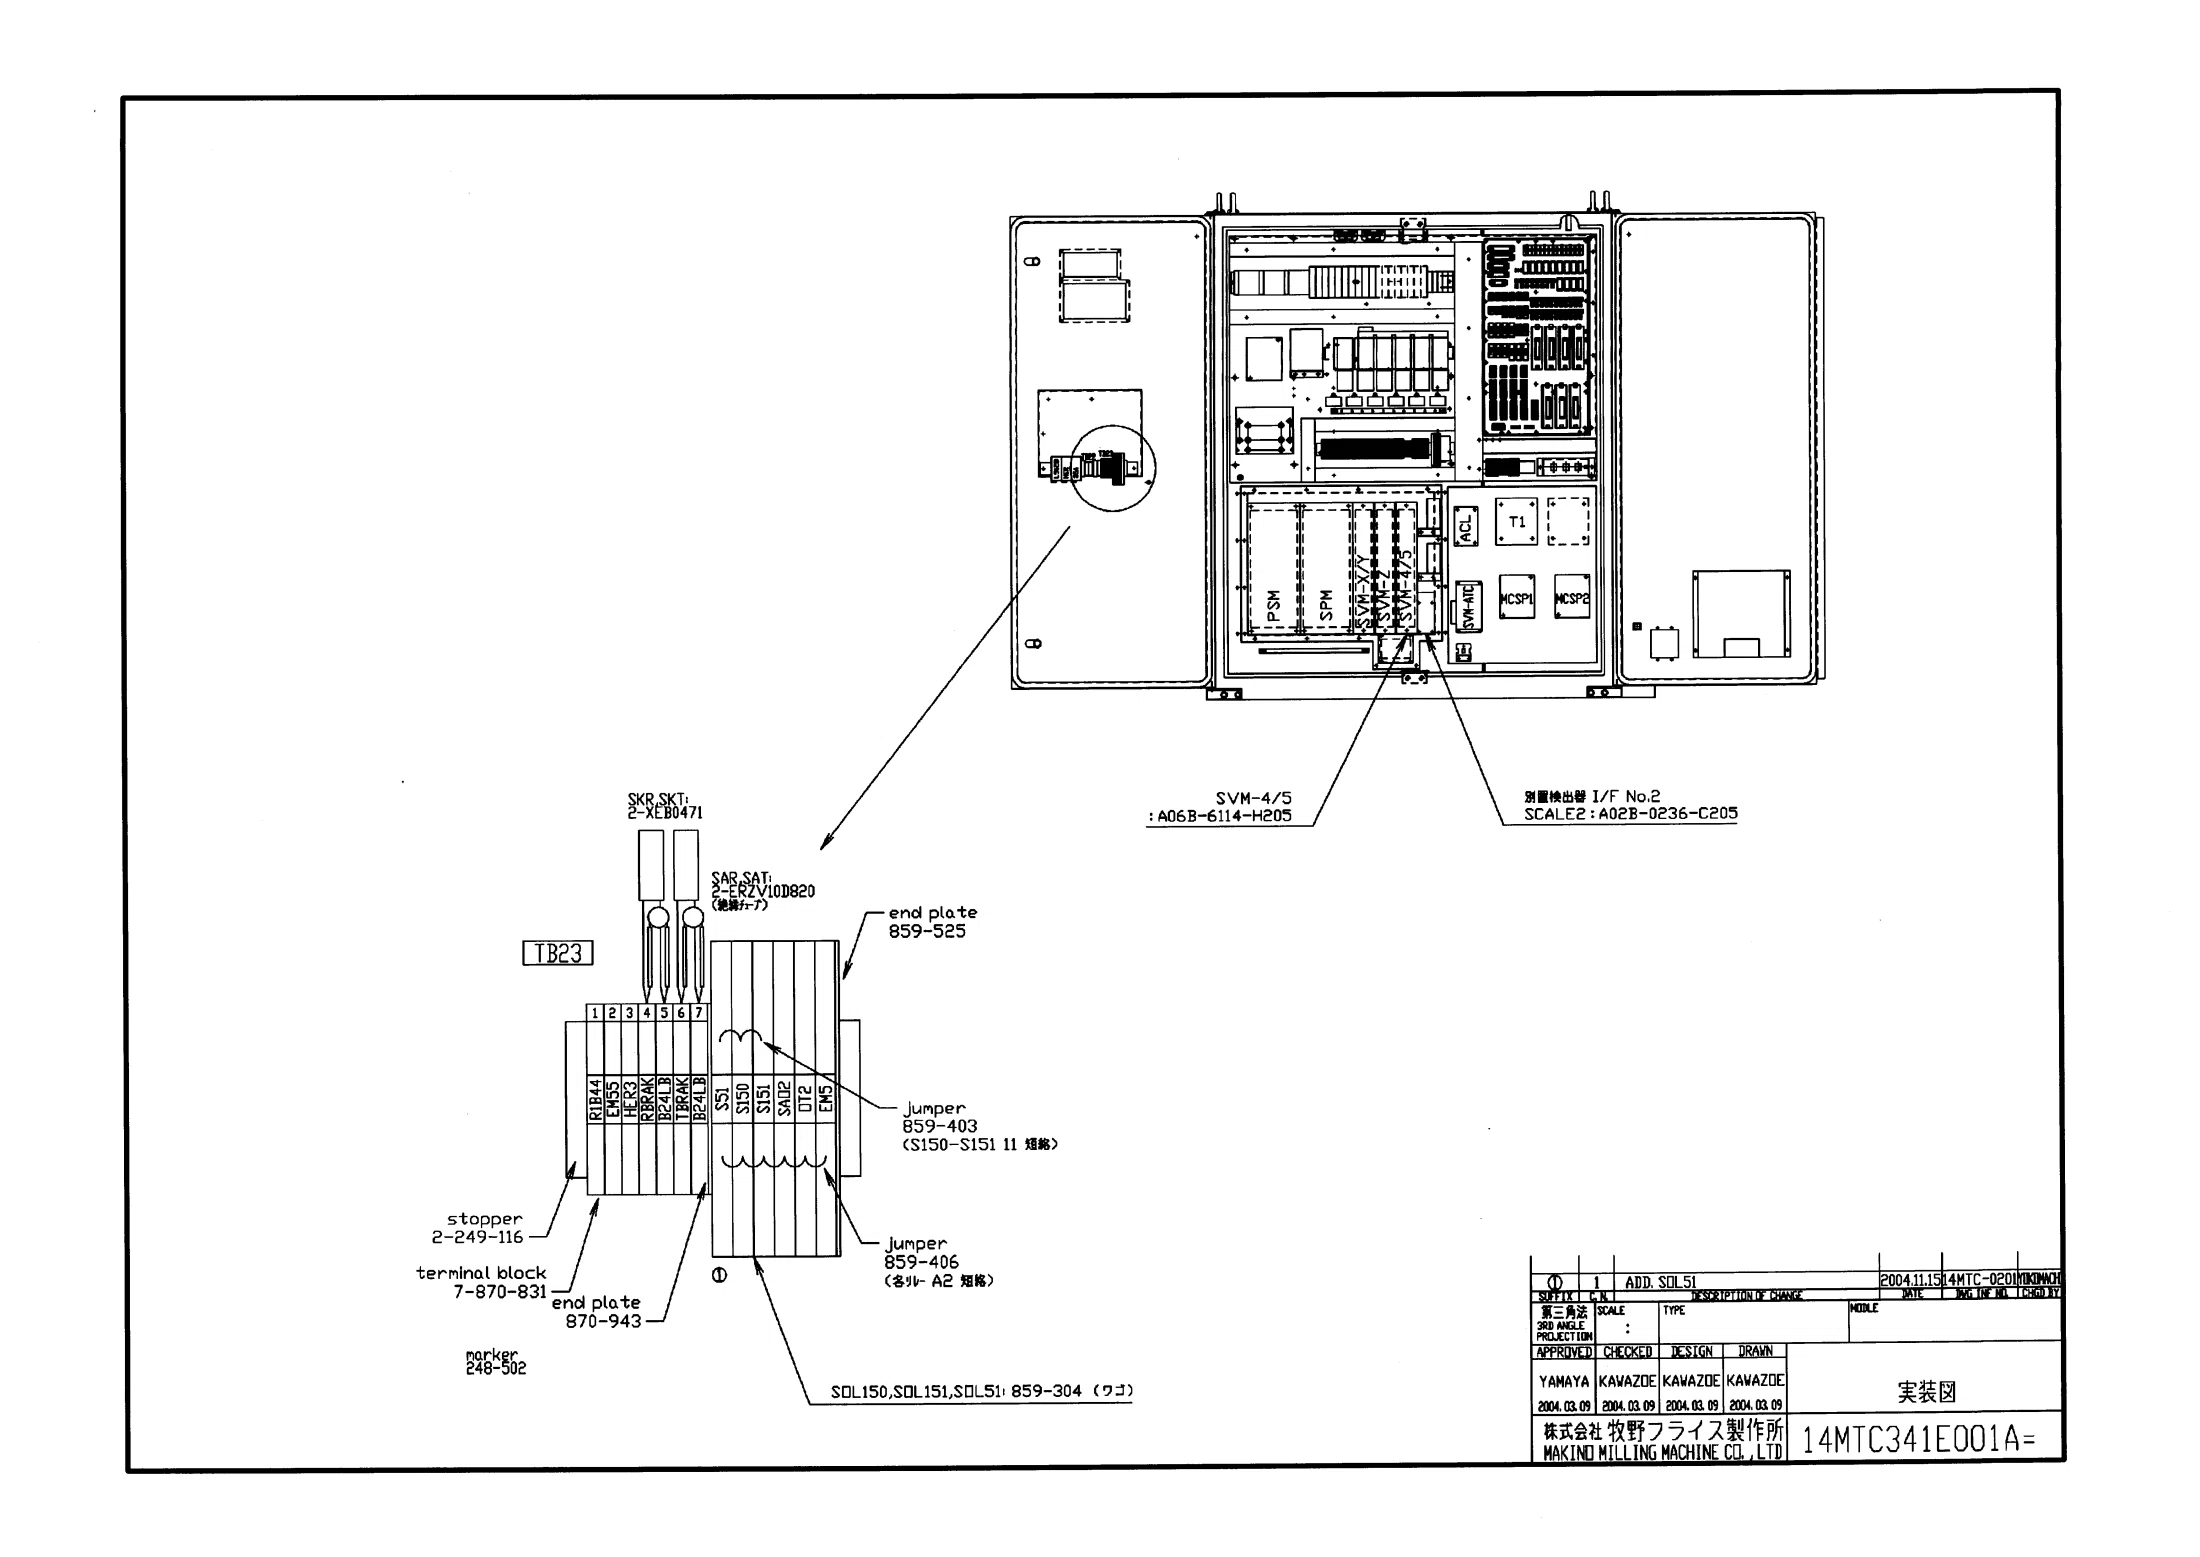 TB22
TB23
ACL
T1
PSM
SPM
SVM-X/Y
SVM-Z
SVM-4/5
SVM-ATC
MCSP1
MCSP2
SVM-4/5
:A06B-6114-H205
別置検出器 I/F No.2
SCALE2:A02B-0236-C205
SKR,SKT:
2-XEB0471
SAR,SAT:
2-ERZV10D820
(絶縁チューブ)
end plate
859-525
TB23
1 2 3 4 5 6 7
R1B44
EM55
HER3
RBRAK
B24LB
TBRAK
B24LB
S51
S150
S151
SAO2
OT2
EM5
jumper
859-403
(S150-S151 11 短絡)
stopper
2-249-116
jumper
859-406
(各リレー A2 短絡)
terminal block
7-870-831
①
end plate
870-943
marker
248-502
SOL150,SOL151,SOL51: 859-304 (ワゴ)
① 1 ADD. SOL51 2004.11.15 14MTC-0201 YOKOMACHI
SUFFIX C.N. DESCRIPTION OF CHANGE DATE DWG INF NO. CHGD BY
第三角法
3RD ANGLE
PROJECTION
SCALE
:
TYPE
MODLE
APPROVED CHECKED DESIGN DRAWN
YAMAYA KAWAZOE KAWAZOE KAWAZOE
2004.03.09 2004.03.09 2004.03.09 2004.03.09
実装図
株式会社 牧野フライス製作所
MAKINO MILLING MACHINE CO.,LTD
14MTC341E001A=